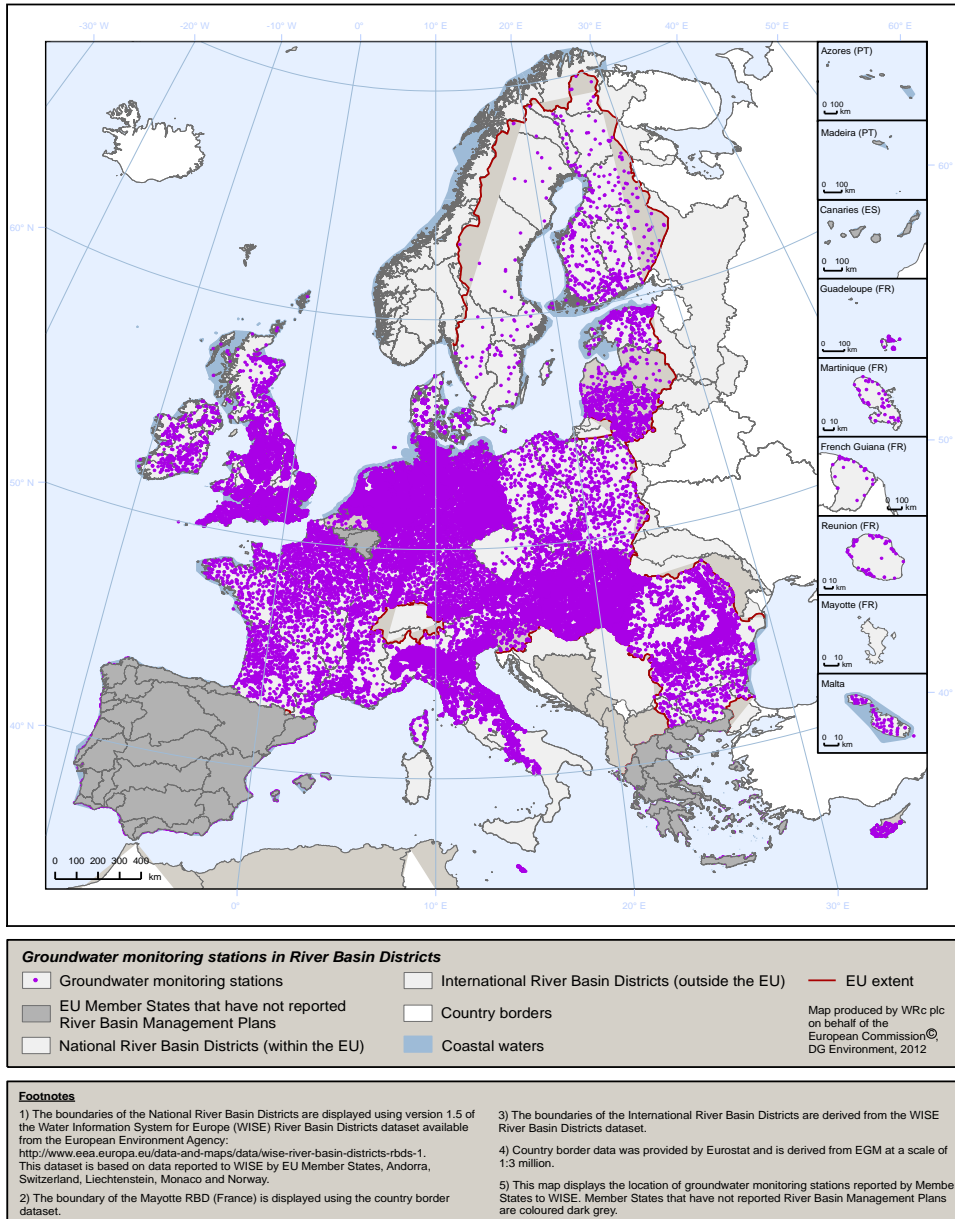 -30° W
-20° W
-10° W
0°
10° E
20° E
30° E
40° E
50° E
60° E
Azores (PT)
0 100
km
Madeira (PT)
0 100
km
60°
Canaries (ES)
0 100
km
60° N
Guadeloupe (FR)
0 100
km
Martinique (FR)
0 10
km
50°
French Guiana (FR)
0 100
km
50° N
Reunion (FR)
0 10
km
Mayotte (FR)
0 10
km
Malta
0 10
km
40°
40° N
0 100 200 300 400
km
0°
10° E
20° E
30° E
Groundwater monitoring stations in River Basin Districts
Groundwater monitoring stations
EU Member States that have not reported
River Basin Management Plans
National River Basin Districts (within the EU)
International River Basin Districts (outside the EU)
Country borders
Coastal waters
EU extent
Map produced by WRc plc
on behalf of the
European Commission©,
DG Environment, 2012
Footnotes
1) The boundaries of the National River Basin Districts are displayed using version 1.5 of
the Water Information System for Europe (WISE) River Basin Districts dataset available
from the European Environment Agency:
http://www.eea.europa.eu/data-and-maps/data/wise-river-basin-districts-rbds-1.
This dataset is based on data reported to WISE by EU Member States, Andorra,
Switzerland, Liechtenstein, Monaco and Norway.
2) The boundary of the Mayotte RBD (France) is displayed using the country border
dataset.
3) The boundaries of the International River Basin Districts are derived from the WISE
River Basin Districts dataset.
4) Country border data was provided by Eurostat and is derived from EGM at a scale of
1:3 million.
5) This map displays the location of groundwater monitoring stations reported by Membe
States to WISE. Member States that have not reported River Basin Management Plans
are coloured dark grey.